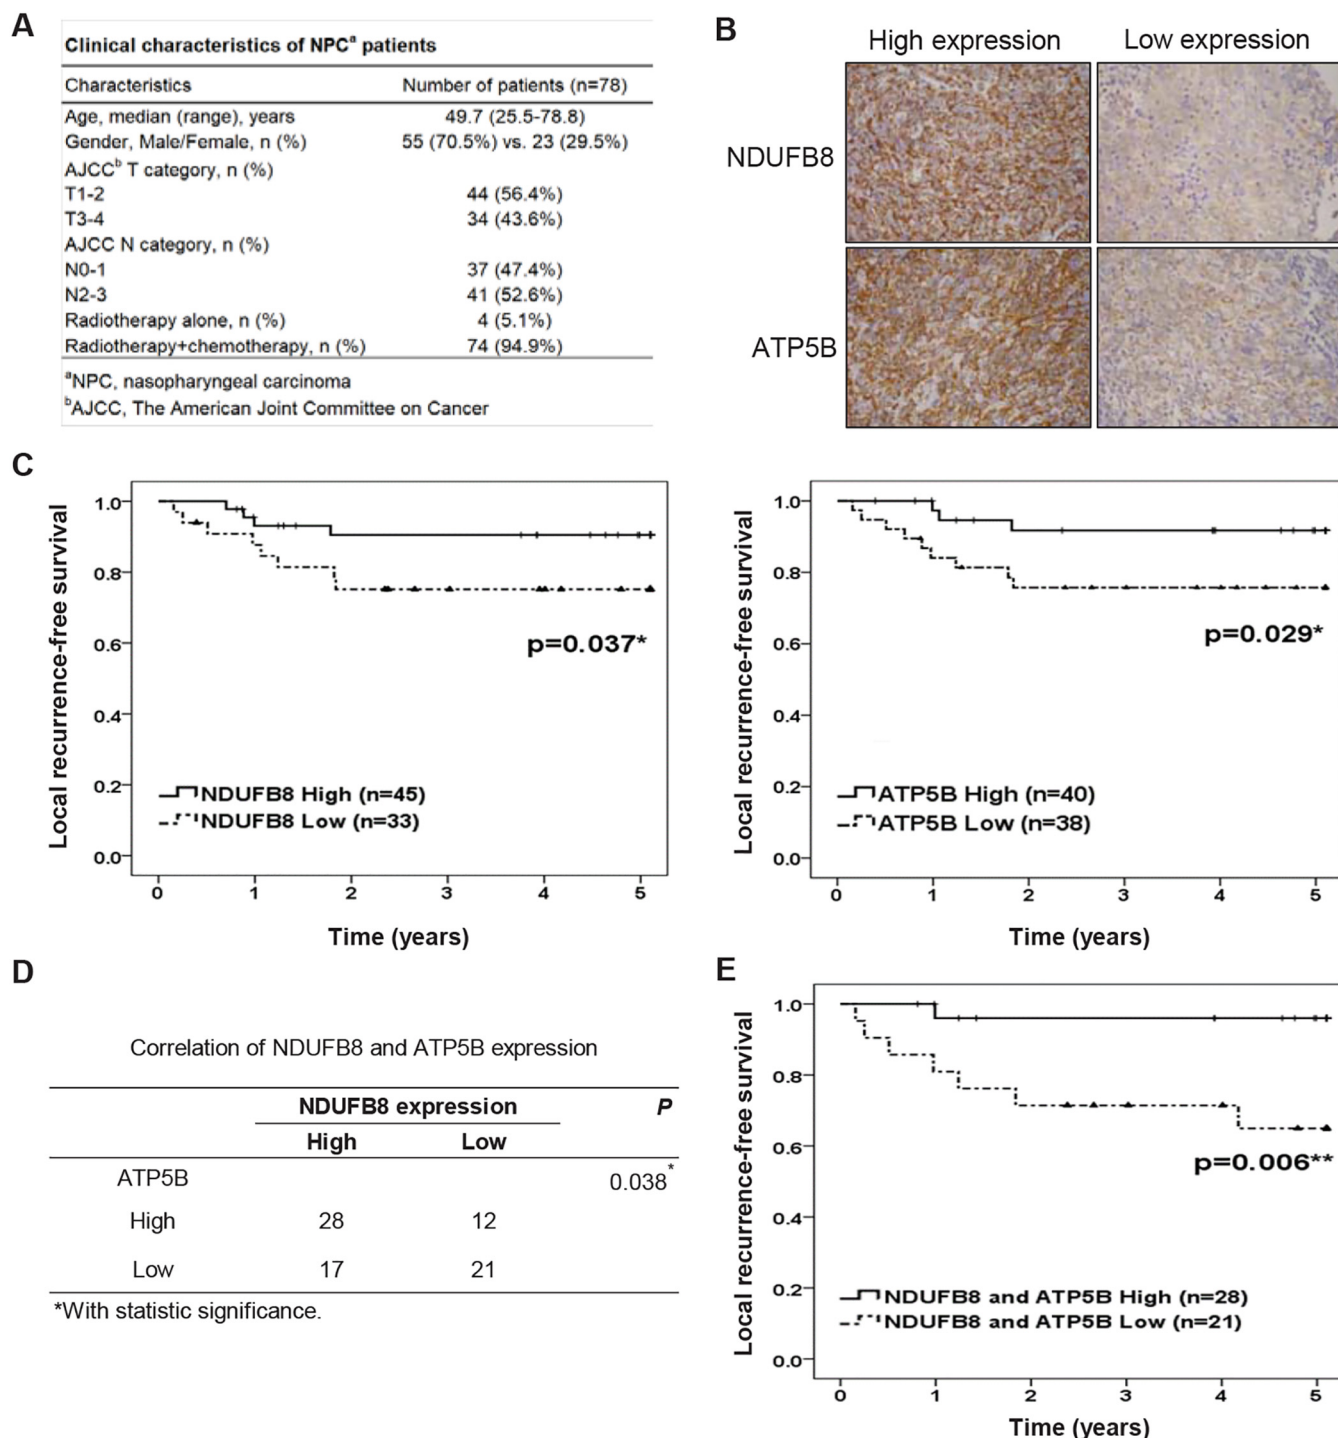 A
Clinical characteristics of NPCᵃ patients
Characteristics Number of patients (n=78)
Age, median (range), years 49.7 (25.5-78.8)
Gender, Male/Female, n (%) 55 (70.5%) vs. 23 (29.5%)
AJCCᵇ T category, n (%)
T1-2 44 (56.4%)
T3-4 34 (43.6%)
AJCC N category, n (%)
N0-1 37 (47.4%)
N2-3 41 (52.6%)
Radiotherapy alone, n (%) 4 (5.1%)
Radiotherapy+chemotherapy, n (%) 74 (94.9%)
ᵃNPC, nasopharyngeal carcinoma
ᵇAJCC, The American Joint Committee on Cancer
B
High expression Low expression
NDUFB8
ATP5B
C
Local recurrence-free survival
1.0
0.8
0.6
0.4
0.2
0.0
p=0.037*
NDUFB8 High (n=45)
NDUFB8 Low (n=33)
0 1 2 3 4 5
Time (years)
Local recurrence-free survival
1.0
0.8
0.6
0.4
0.2
0.0
p=0.029*
ATP5B High (n=40)
ATP5B Low (n=38)
0 1 2 3 4 5
Time (years)
D
Correlation of NDUFB8 and ATP5B expression
NDUFB8 expression P
High Low
ATP5B 0.038*
High 28 12
Low 17 21
*With statistic significance.
E
Local recurrence-free survival
1.0
0.8
0.6
0.4
0.2
0.0
p=0.006**
NDUFB8 and ATP5B High (n=28)
NDUFB8 and ATP5B Low (n=21)
0 1 2 3 4 5
Time (years)